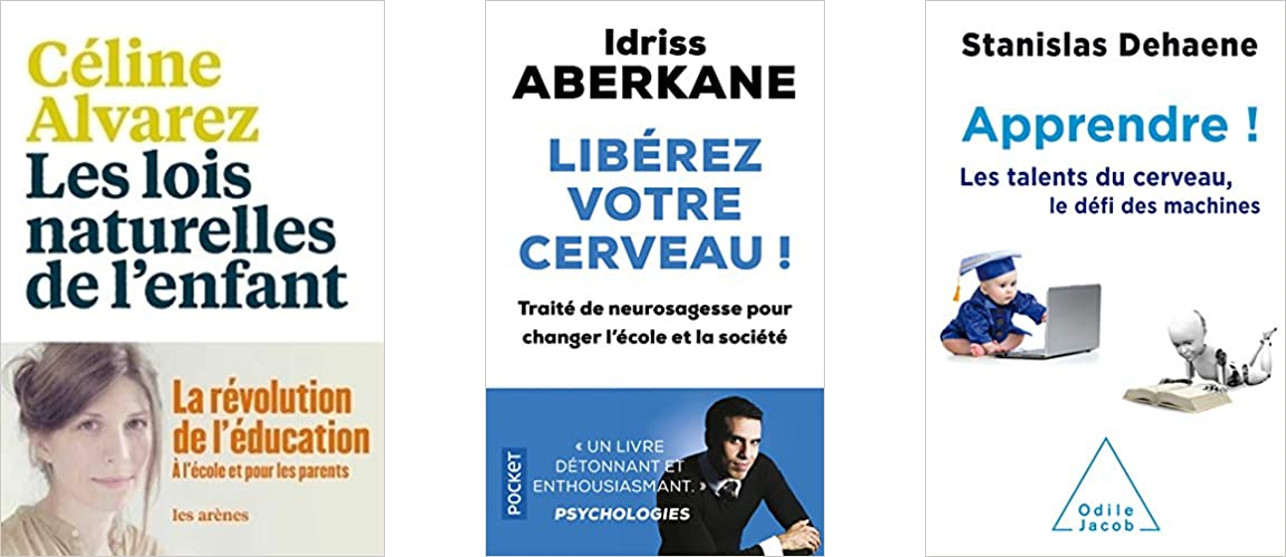 Céline
Alvarez
Les lois
naturelles
de l'enfant
La révolution
de l'éducation
À l'école et pour les parents
les arènes
Idriss
ABERKANE
LIBÉREZ
VOTRE
CERVEAU !
Traité de neurosagesse pour
changer l'école et la société
POCKET
« UN LIVRE
DÉTONNANT ET
ENTHOUSIASMANT. »
PSYCHOLOGIES
Stanislas Dehaene
Apprendre !
Les talents du cerveau,
le défi des machines
Odile
Jacob